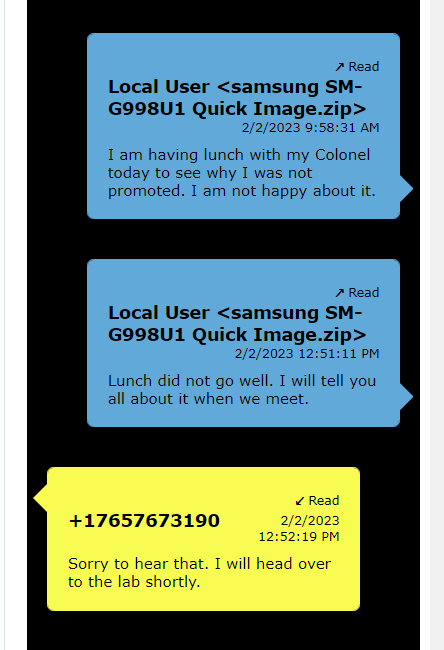 ↗ Read
Local User <samsung SM-
G998U1 Quick Image.zip>
2/2/2023 9:58:31 AM
I am having lunch with my Colonel
today to see why I was not
promoted. I am not happy about it.
↗ Read
Local User <samsung SM-
G998U1 Quick Image.zip>
2/2/2023 12:51:11 PM
Lunch did not go well. I will tell you
all about it when we meet.
↙ Read
+17657673190 2/2/2023
12:52:19 PM
Sorry to hear that. I will head over
to the lab shortly.